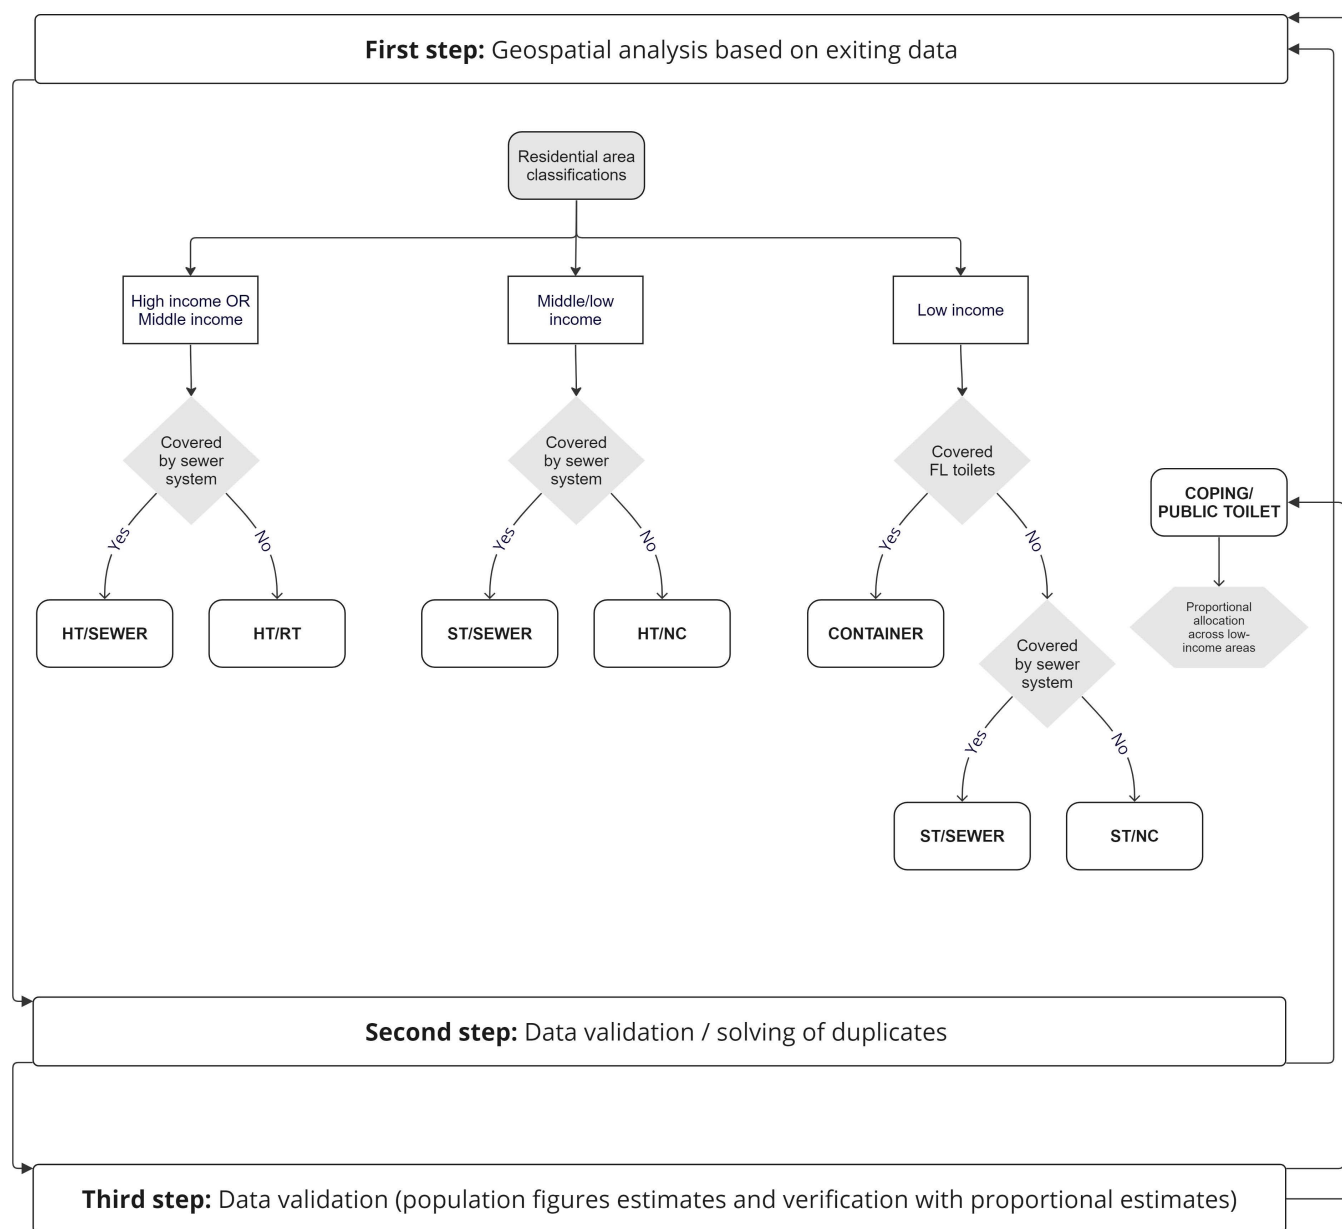 First step: Geospatial analysis based on exiting data
Residential area
classifications
High income OR
Middle income
Middle/low
income
Low income
Covered
by sewer
system
Covered
by sewer
system
Covered
FL toilets
COPING/
PUBLIC TOILET
Yes
No
Yes
No
Yes
No
HT/SEWER
HT/RT
ST/SEWER
HT/NC
CONTAINER
Proportional
allocation
across low-
income areas
Covered
by sewer
system
Yes
No
ST/SEWER
ST/NC
Second step: Data validation / solving of duplicates
Third step: Data validation (population figures estimates and verification with proportional estimates)